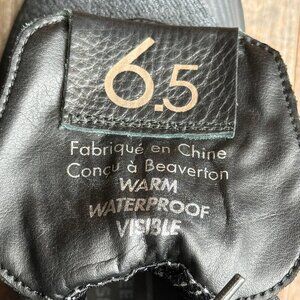 6.5
Fabriqué en Chine
Conçu à Beaverton
WARM
WATERPROOF
VISIBLE